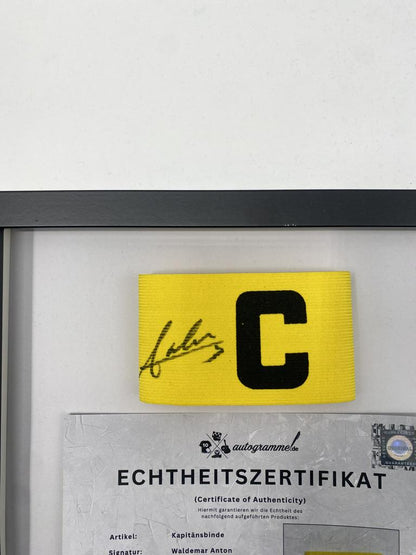 C
autogramme!.de
ECHTHEITSZERTIFIKAT
(Certificate of Authenticity)
Hiermit garantieren wir die Echtheit des
nachfolgend aufgeführten Produktes:
Artikel: Kapitänsbinde
Signatur: Waldemar Anton